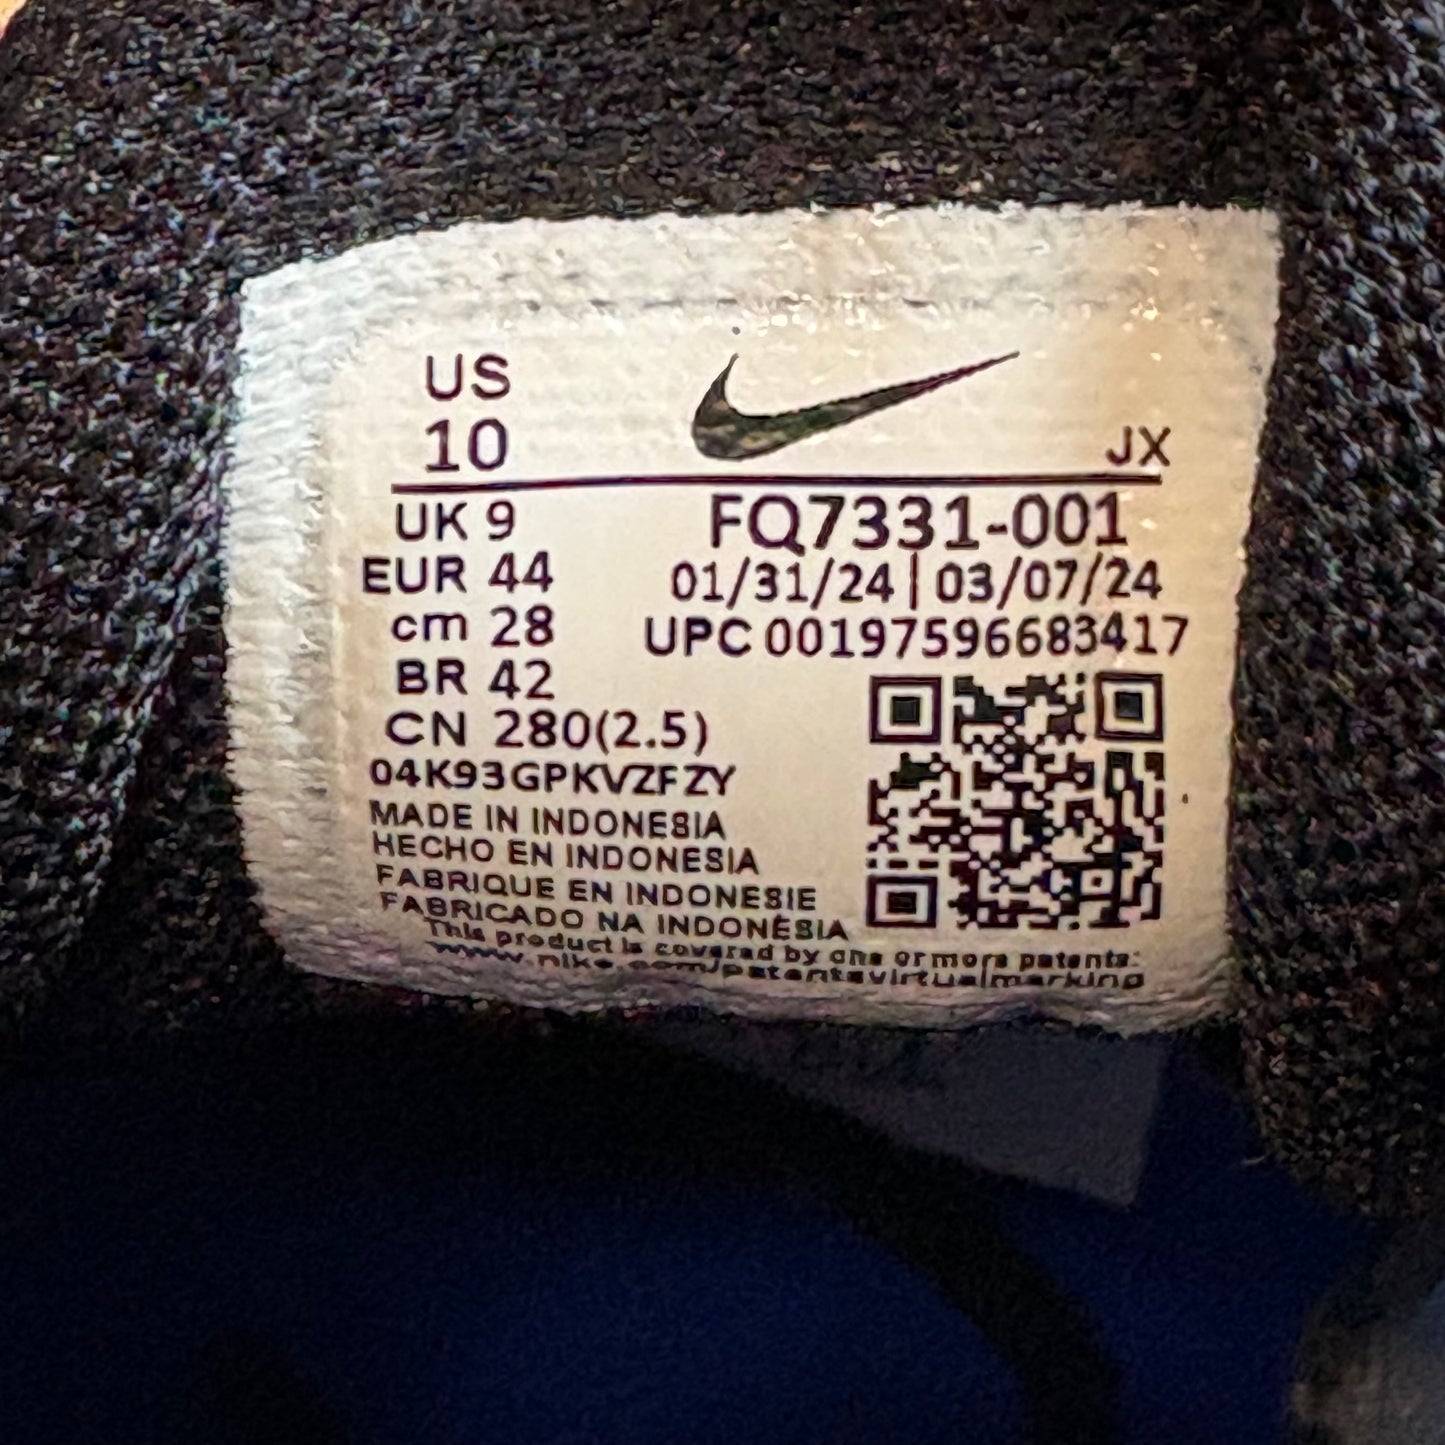 US
10
JX
UK 9
FQ7331-001
EUR 44
01/31/24 | 03/07/24
cm 28
UPC 00197596683417
BR 42
CN 280(2.5)
04K93GPKVZFZY
MADE IN INDONESIA
HECHO EN INDONESIA
FABRIQUE EN INDONESIE
FABRICADO NA INDONÉSIA
This product is covered by one or more patents:
www.nike.com/patentsvirtualmarking